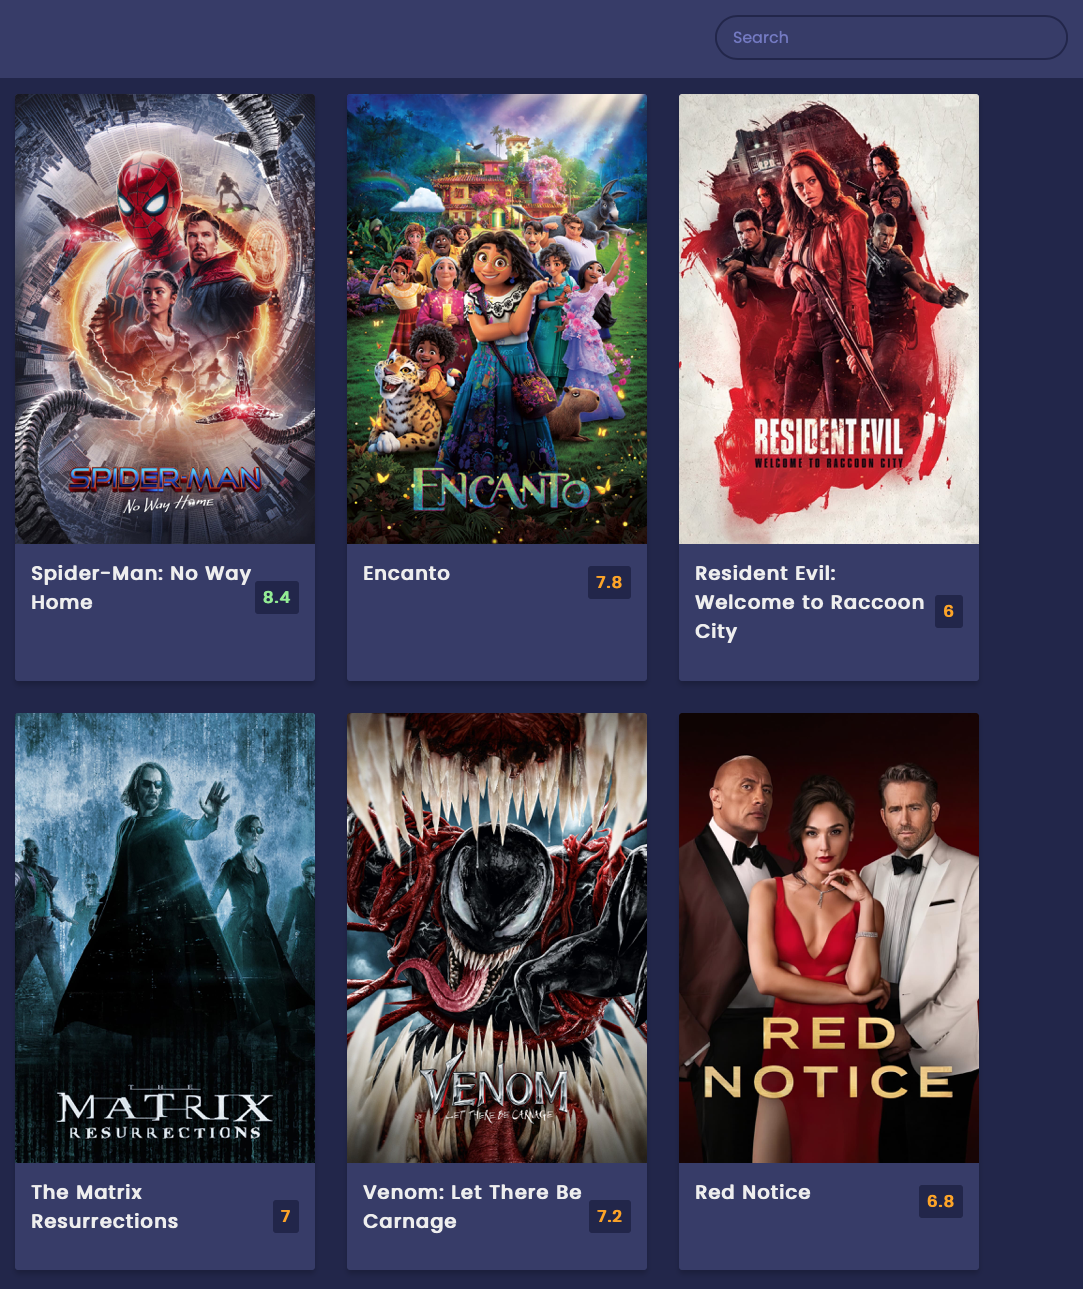 Search
SPIDER-MAN
No Way Home
ENCANTO
RESIDENT EVIL
WELCOME TO RACCOON CITY
Spider-Man: No Way
Home
8.4
Encanto
7.8
Resident Evil:
Welcome to Raccoon
City
6
THE
MATRIX
RESURRECTIONS
VENOM
LET THERE BE CARNAGE
RED
NOTICE
The Matrix
Resurrections
7
Venom: Let There Be
Carnage
7.2
Red Notice
6.8